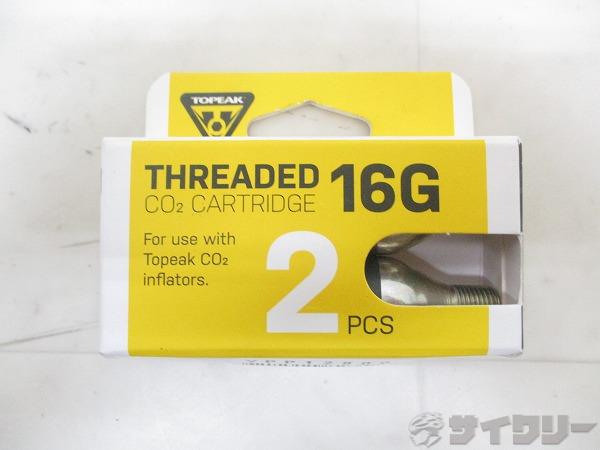 TOPEAK
THREADED 16G
CO₂ CARTRIDGE
For use with
Topeak CO₂
inflators.
2
PCS
サイクリー